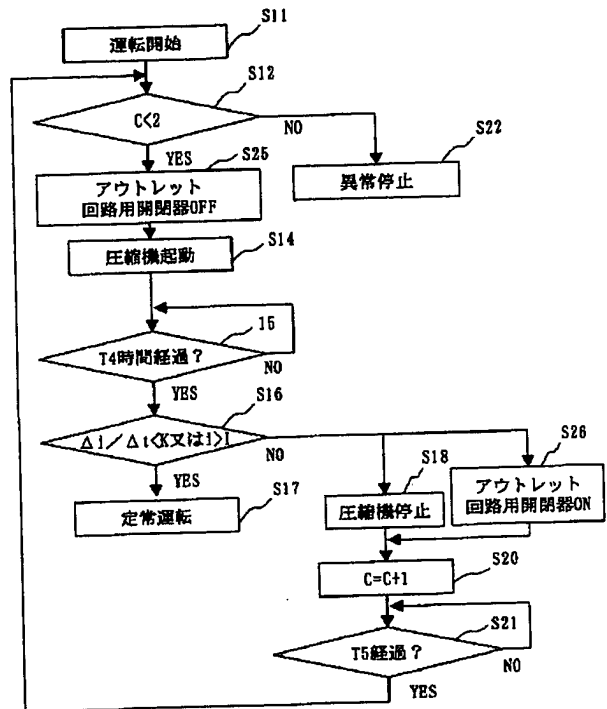 S11
運転開始
S12
C<2
NO
YES
S22
異常停止
S25
アウトレット
回路用開閉器OFF
S14
圧縮機起動
15
T4時間経過？
NO
YES
S16
Δi／Δt<K又はi>I
NO
YES
S17
定常運転
S18
圧縮機停止
S26
アウトレット
回路用開閉器ON
S20
C=C+1
S21
T5経過？
NO
YES